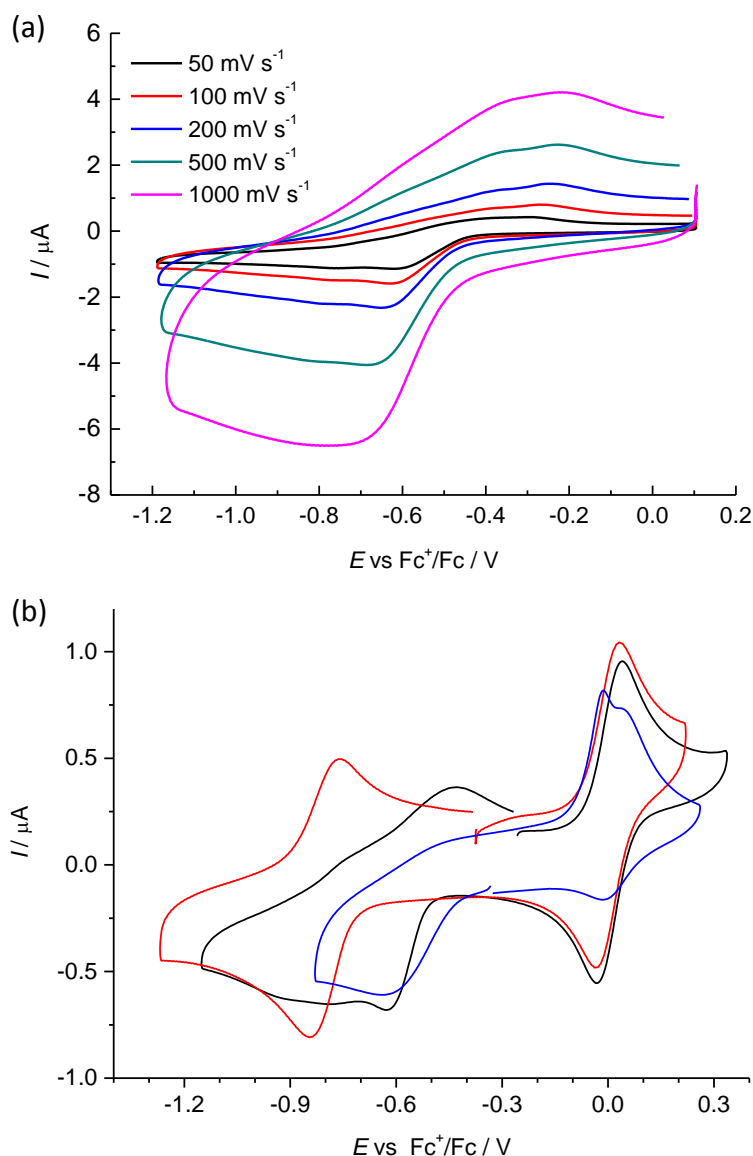 (a)
6
4
2
0
-2
-4
-6
-8
I / μA
50 mV s⁻¹
100 mV s⁻¹
200 mV s⁻¹
500 mV s⁻¹
1000 mV s⁻¹
-1.2 -1.0 -0.8 -0.6 -0.4 -0.2 0.0 0.2
E vs Fc⁺/Fc / V
(b)
1.0
0.5
0.0
-0.5
-1.0
I / μA
-1.2 -0.9 -0.6 -0.3 0.0 0.3
E vs Fc⁺/Fc / V